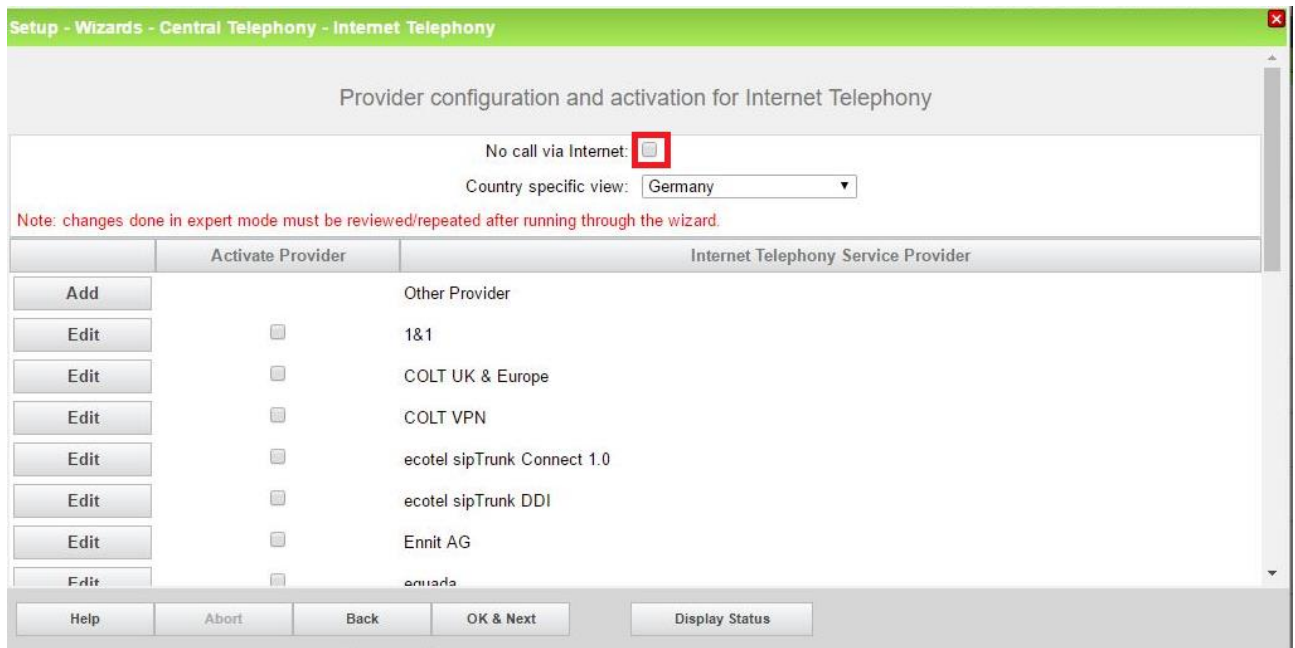 Setup - Wizards - Central Telephony - Internet Telephony
Provider configuration and activation for Internet Telephony
No call via Internet:
Country specific view: Germany
Note: changes done in expert mode must be reviewed/repeated after running through the wizard.
Activate Provider Internet Telephony Service Provider
Add Other Provider
Edit 1&1
Edit COLT UK & Europe
Edit COLT VPN
Edit ecotel sipTrunk Connect 1.0
Edit ecotel sipTrunk DDI
Edit Ennit AG
Edit equada
Help Abort Back OK & Next Display Status